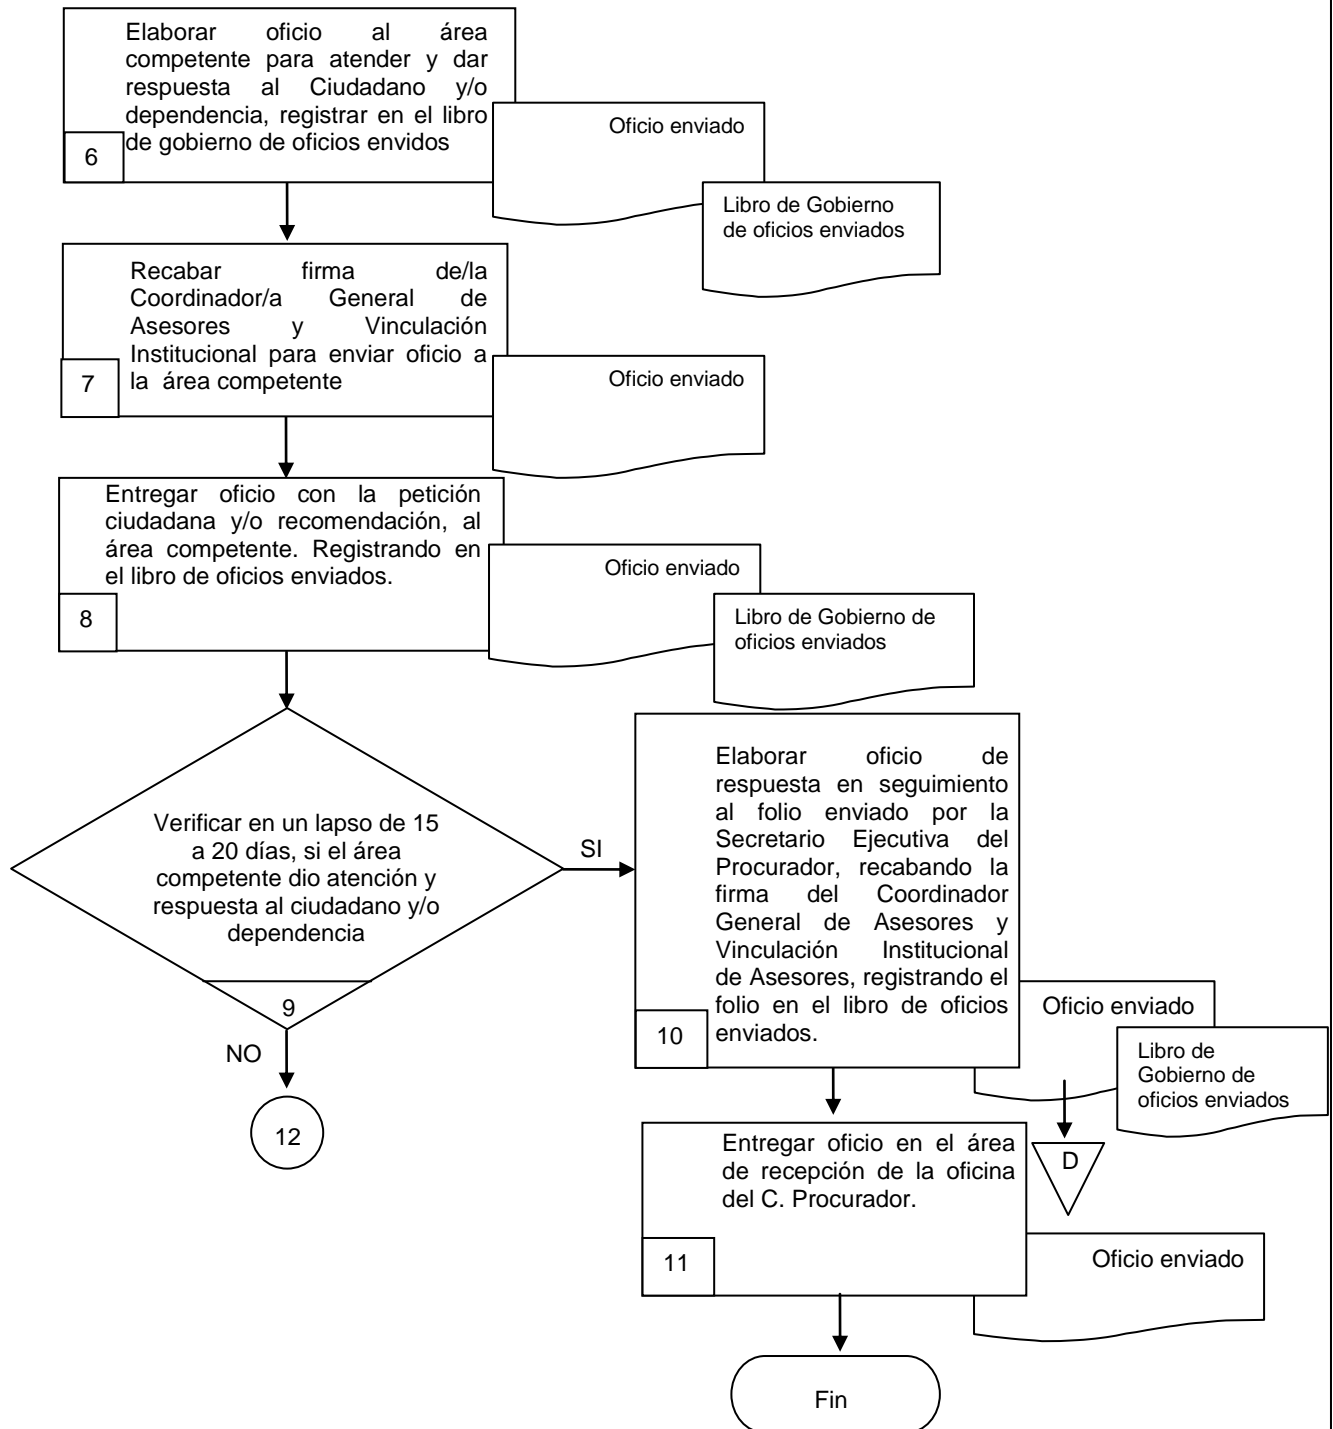 Elaborar oficio al área
competente para atender y dar
respuesta al Ciudadano y/o
dependencia, registrar en el libro
de gobierno de oficios envidos
6
Oficio enviado
Libro de Gobierno
de oficios enviados
Recabar firma de/la
Coordinador/a General de
Asesores y Vinculación
Institucional para enviar oficio a
la área competente
7
Oficio enviado
Entregar oficio con la petición
ciudadana y/o recomendación, al
área competente. Registrando en
el libro de oficios enviados.
8
Oficio enviado
Libro de Gobierno de
oficios enviados
Verificar en un lapso de 15
a 20 días, si el área
competente dio atención y
respuesta al ciudadano y/o
dependencia
9
SI
NO
12
Elaborar oficio de
respuesta en seguimiento
al folio enviado por la
Secretario Ejecutiva del
Procurador, recabando la
firma del Coordinador
General de Asesores y
Vinculación Institucional
de Asesores, registrando el
folio en el libro de oficios
enviados.
10
Oficio enviado
Libro de
Gobierno de
oficios enviados
D
Entregar oficio en el área
de recepción de la oficina
del C. Procurador.
11
Oficio enviado
Fin